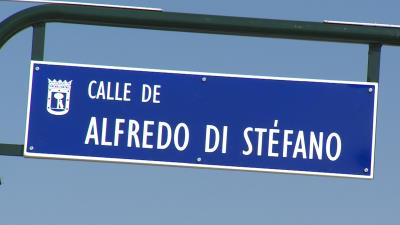 CALLE DE
ALFREDO DI STÉFANO